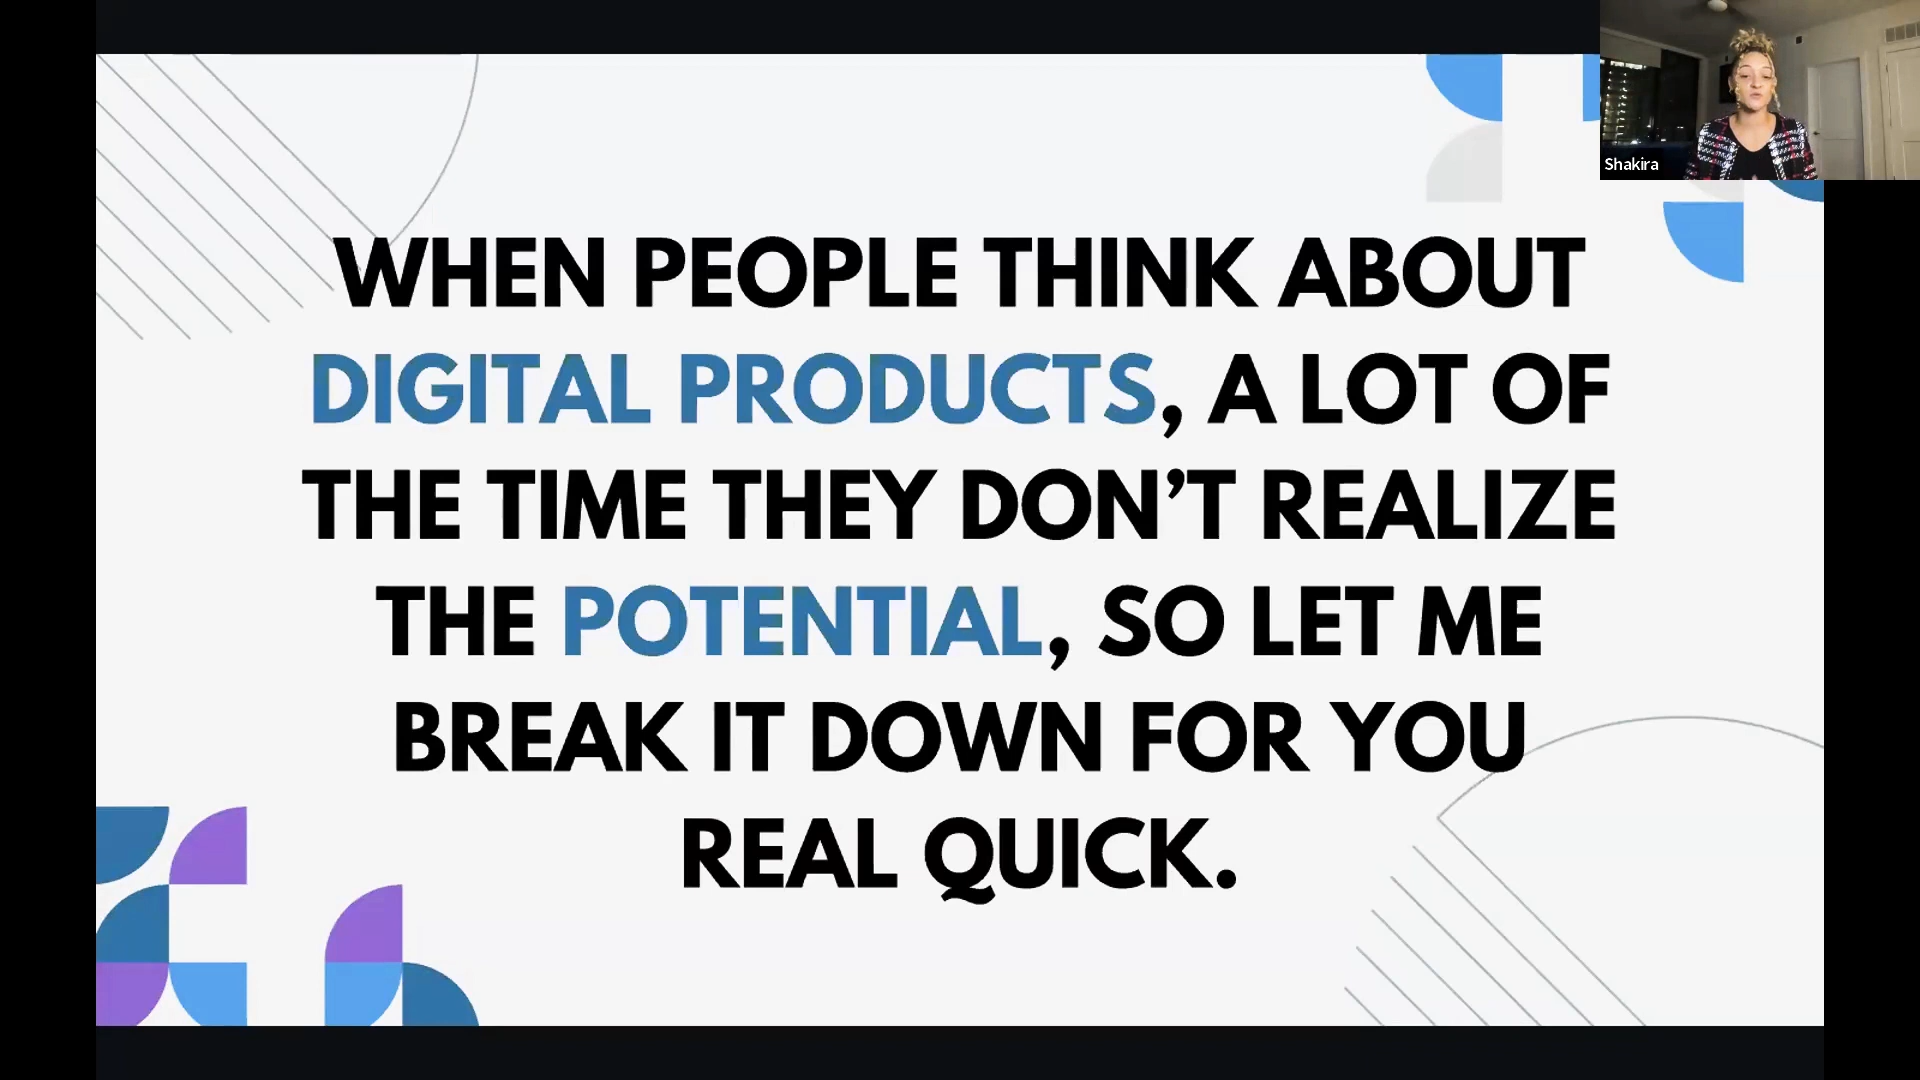 Shakira
WHEN PEOPLE THINK ABOUT
DIGITAL PRODUCTS, A LOT OF
THE TIME THEY DON’T REALIZE
THE POTENTIAL, SO LET ME
BREAK IT DOWN FOR YOU
REAL QUICK.